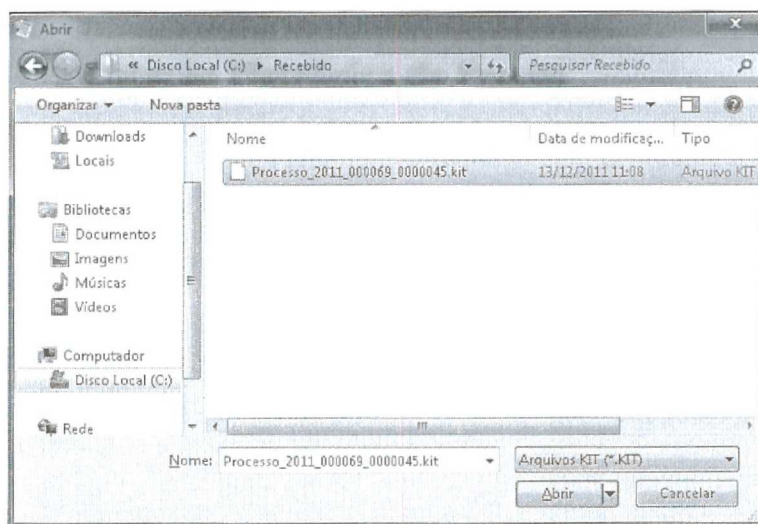 Abrir
« Disco Local (C:) ▸ Recebido
Pesquisar Recebido
Organizar
Nova pasta
Downloads
Locais
Bibliotecas
Documentos
Imagens
Músicas
Vídeos
Computador
Disco Local (C:)
Rede
Nome
Data de modificaç...
Tipo
Processo_2011_000069_0000045.kit
13/12/2011 11:08
Arquivo KIT
Nome: Processo_2011_000069_0000045.kit
Arquivos KIT (*.KIT)
Abrir
Cancelar